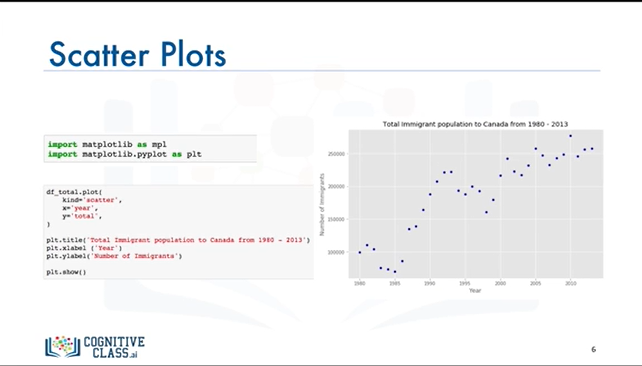 Scatter Plots
import matplotlib as mpl
import matplotlib.pyplot as plt
df_total.plot(
kind='scatter',
x='year',
y='total',
)
plt.title('Total Immigrant population to Canada from 1980 - 2013')
plt.xlabel ('Year')
plt.ylabel('Number of Immigrants')
plt.show()
Total Immigrant population to Canada from 1980 - 2013
Number of Immigrants
250000
200000
150000
100000
1980 1985 1990 1995 2000 2005 2010
Year
COGNITIVE
CLASS.ai
6